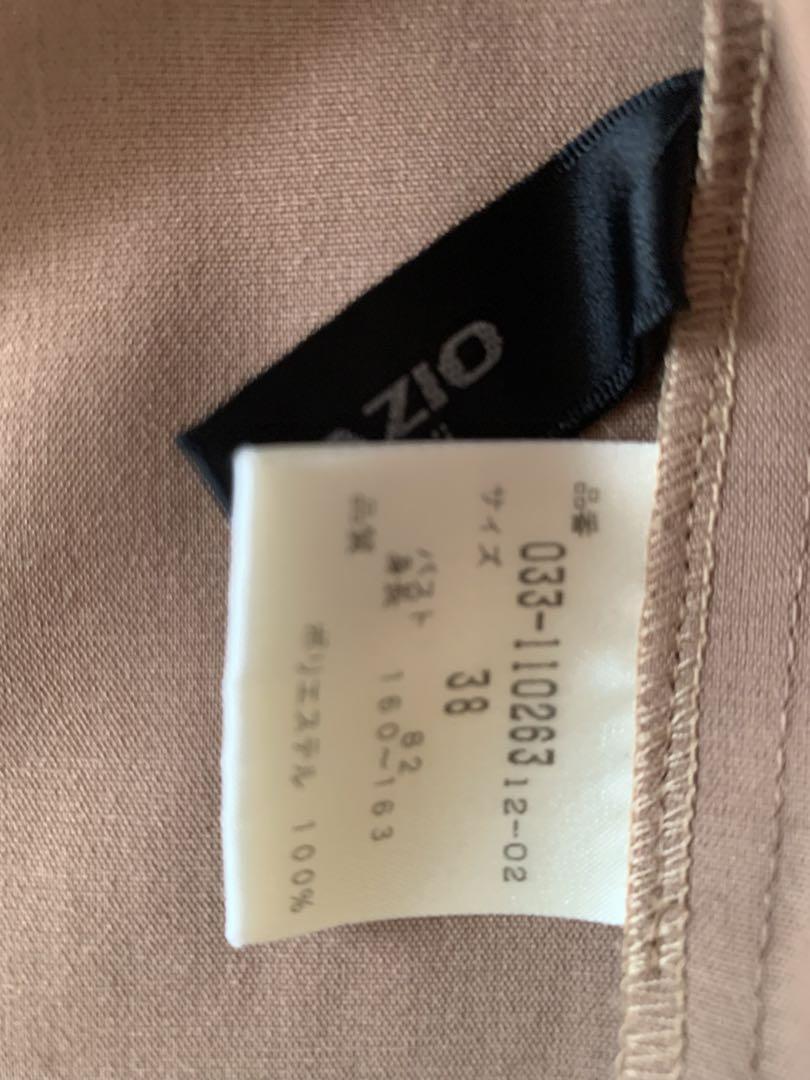 ZIO
品番 033-110263 12-02
サイズ 38
バスト 82
身長 160~163
品質
ポリエステル 100%